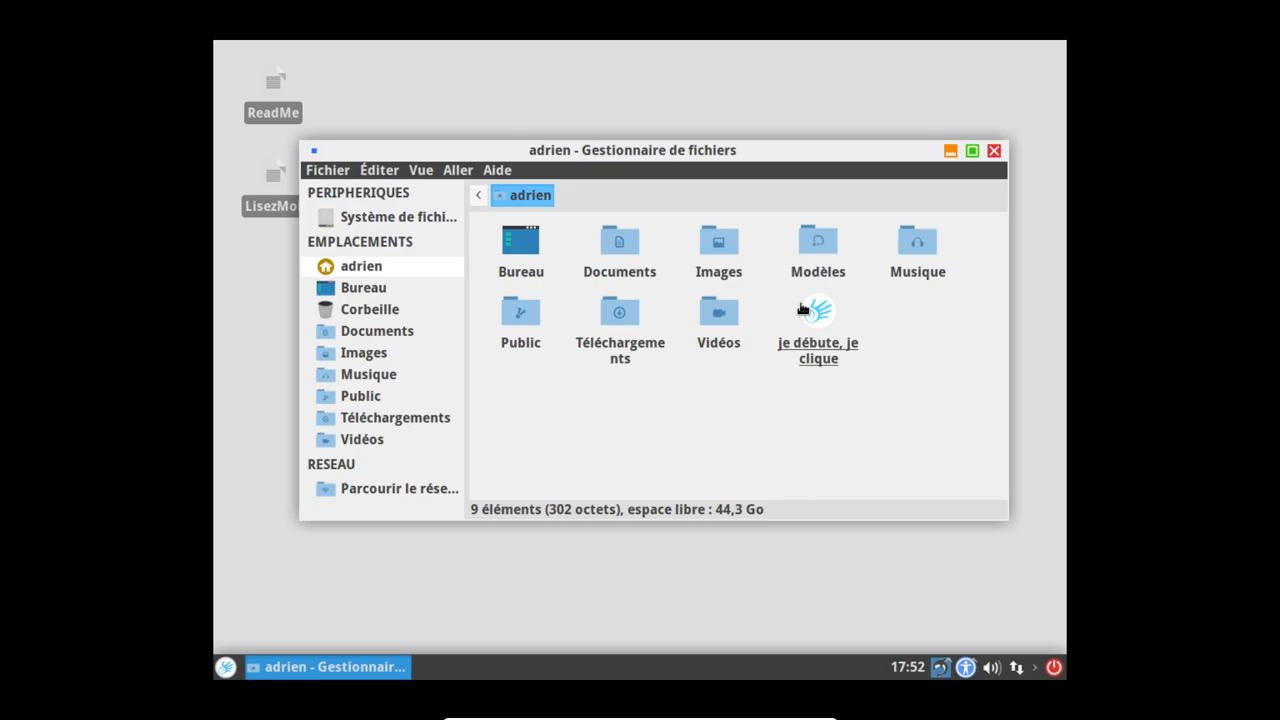 ReadMe
LisezMo
adrien - Gestionnaire de fichiers
Fichier Éditer Vue Aller Aide
PERIPHERIQUES
Système de fichi...
EMPLACEMENTS
adrien
Bureau
Corbeille
Documents
Images
Musique
Public
Téléchargements
Vidéos
RESEAU
Parcourir le rése...
adrien
Bureau Documents Images Modèles Musique
Public Téléchargeme Vidéos je débute, je
nts clique
9 éléments (302 octets), espace libre : 44,3 Go
adrien - Gestionnair...
17:52